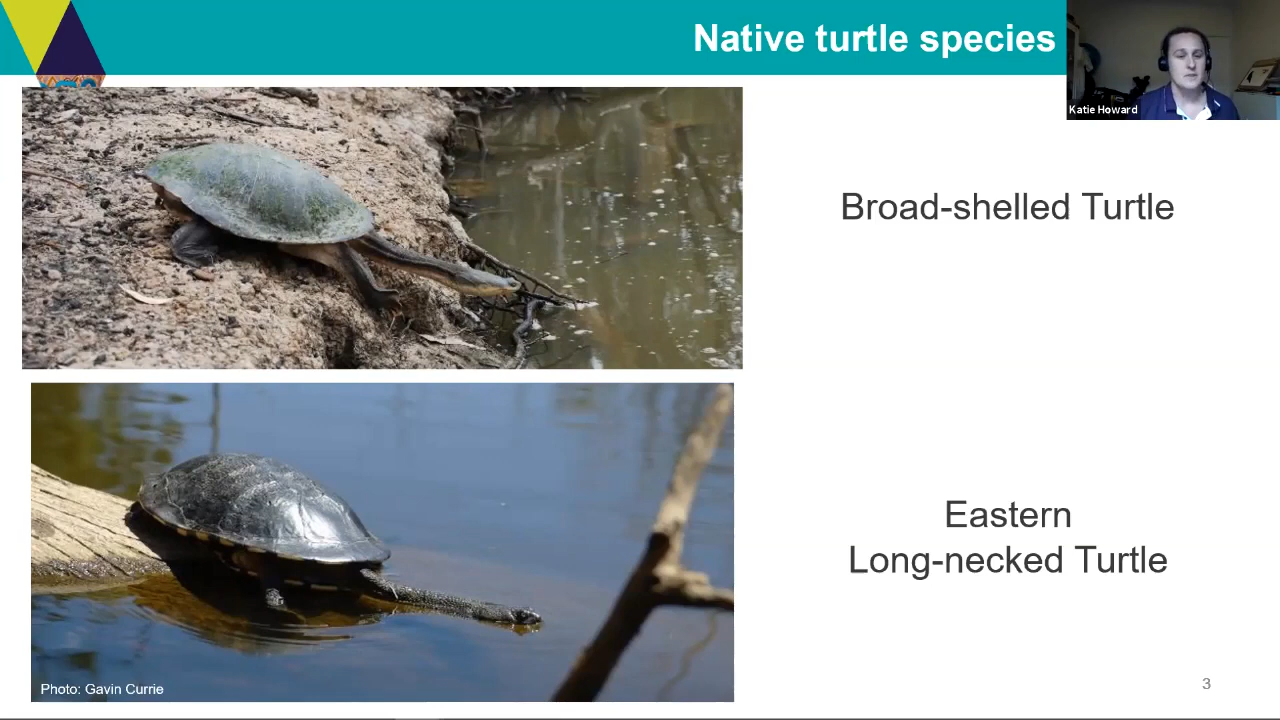 Native turtle species
Katie Howard
Broad-shelled Turtle
Eastern
Long-necked Turtle
Photo: Gavin Currie
3